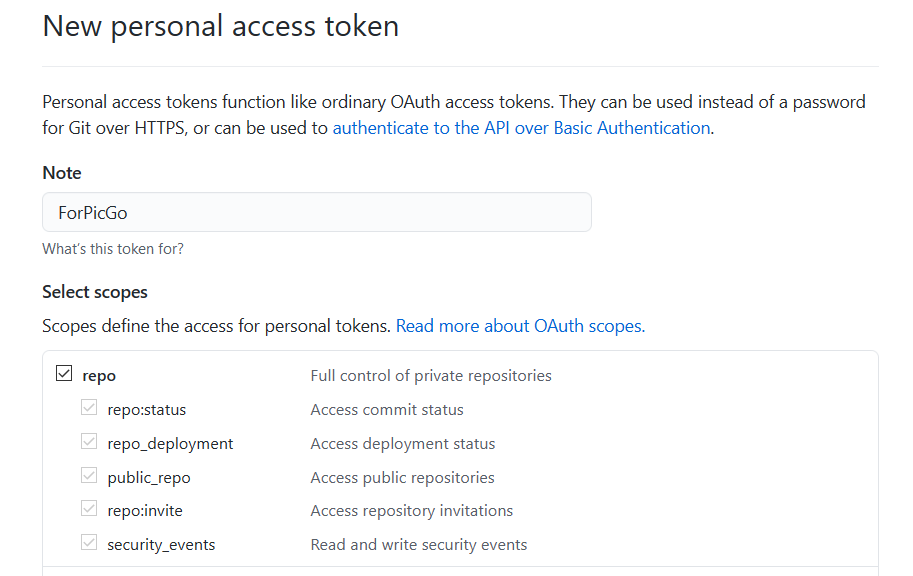 New personal access token
Personal access tokens function like ordinary OAuth access tokens. They can be used instead of a password
for Git over HTTPS, or can be used to authenticate to the API over Basic Authentication.
Note
ForPicGo
What's this token for?
Select scopes
Scopes define the access for personal tokens. Read more about OAuth scopes.
repo Full control of private repositories
repo:status Access commit status
repo_deployment Access deployment status
public_repo Access public repositories
repo:invite Access repository invitations
security_events Read and write security events